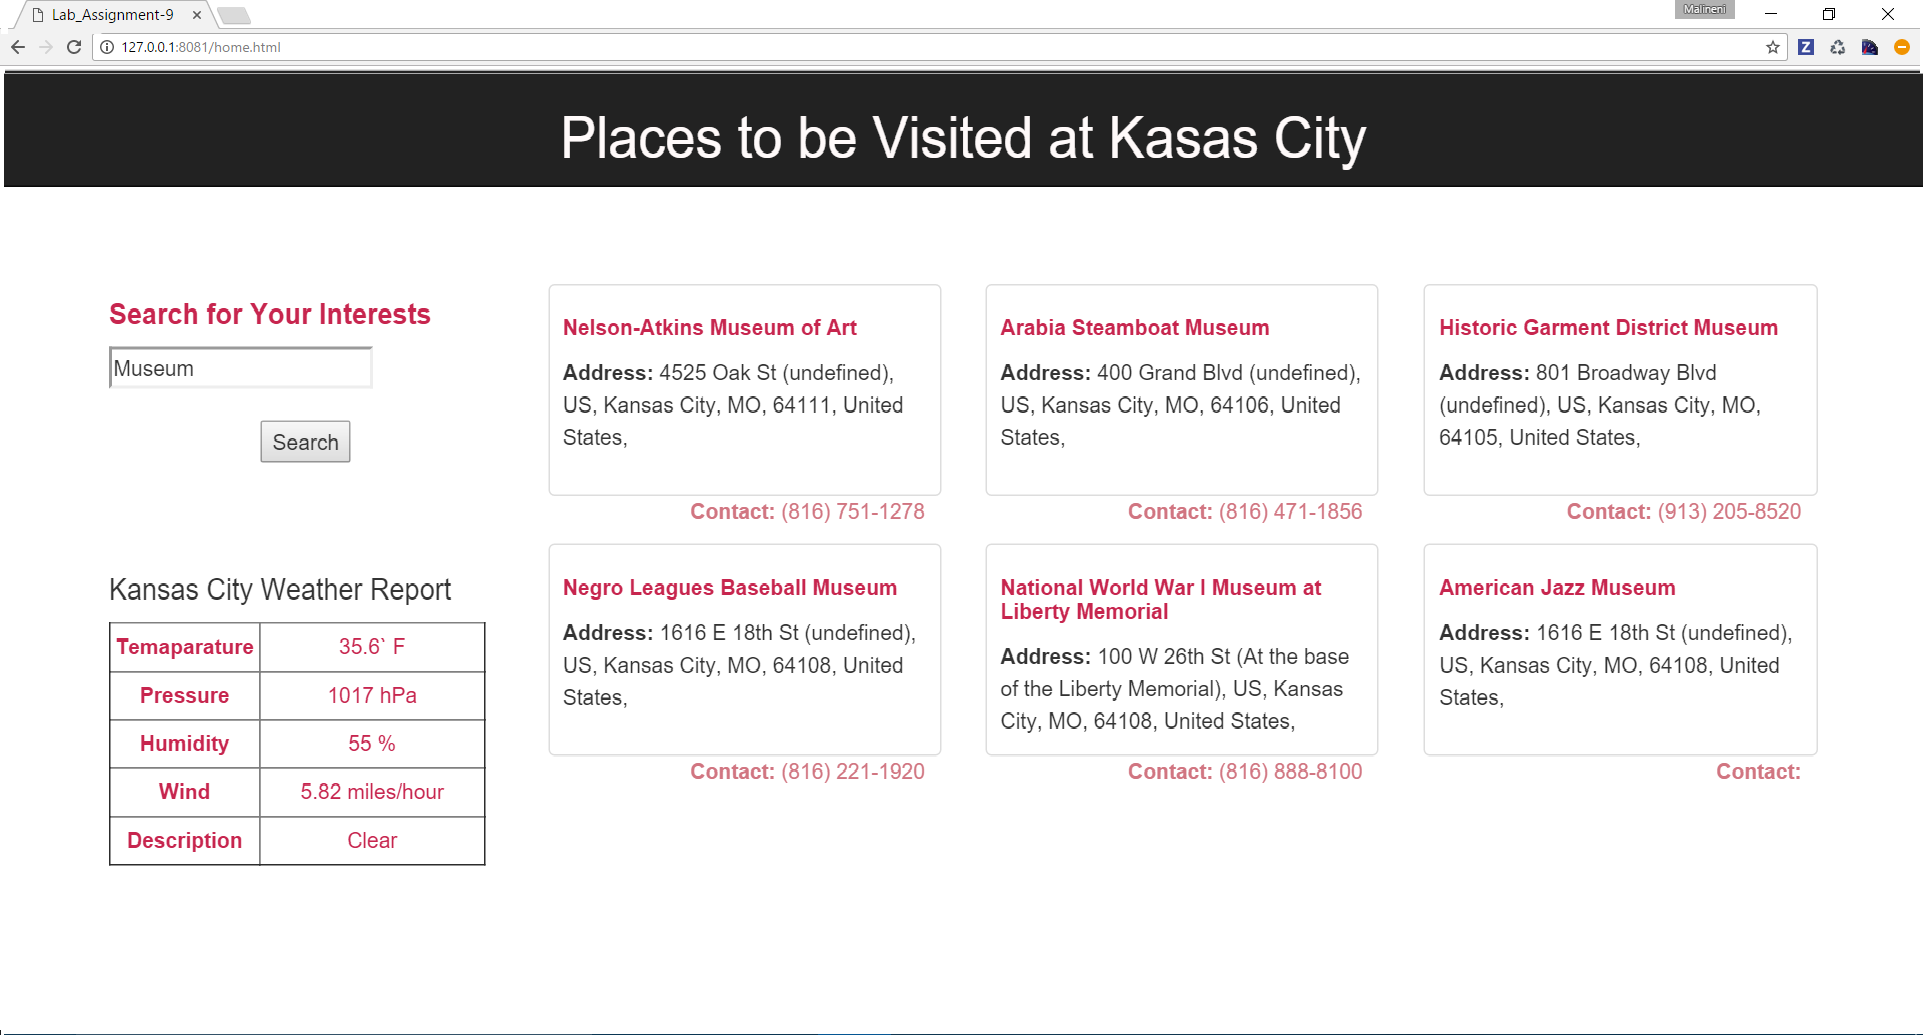 Lab_Assignment-9
Malineni
127.0.0.1:8081/home.html
Z
Places to be Visited at Kasas City
Search for Your Interests
Museum
Search
Kansas City Weather Report
Temaparature 35.6` F
Pressure 1017 hPa
Humidity 55 %
Wind 5.82 miles/hour
Description Clear
Nelson-Atkins Museum of Art
Address: 4525 Oak St (undefined),
US, Kansas City, MO, 64111, United
States,
Contact: (816) 751-1278
Arabia Steamboat Museum
Address: 400 Grand Blvd (undefined),
US, Kansas City, MO, 64106, United
States,
Contact: (816) 471-1856
Historic Garment District Museum
Address: 801 Broadway Blvd
(undefined), US, Kansas City, MO,
64105, United States,
Contact: (913) 205-8520
Negro Leagues Baseball Museum
Address: 1616 E 18th St (undefined),
US, Kansas City, MO, 64108, United
States,
Contact: (816) 221-1920
National World War I Museum at
Liberty Memorial
Address: 100 W 26th St (At the base
of the Liberty Memorial), US, Kansas
City, MO, 64108, United States,
Contact: (816) 888-8100
American Jazz Museum
Address: 1616 E 18th St (undefined),
US, Kansas City, MO, 64108, United
States,
Contact: